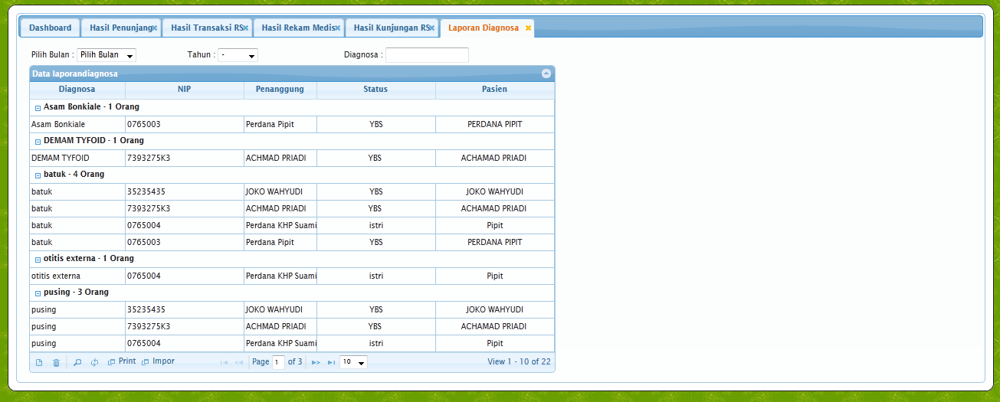 Dashboard Hasil Penunjang Hasil Transaksi RS Hasil Rekam Medis Hasil Kunjungan RS Laporan Diagnosa
Pilih Bulan : Pilih Bulan Tahun : - Diagnosa :
Data laporandiagnosa
Diagnosa NIP Penanggung Status Pasien
Asam Bonkiale - 1 Orang
Asam Bonkiale 0765003 Perdana Pipit YBS PERDANA PIPIT
DEMAM TYFOID - 1 Orang
DEMAM TYFOID 7393275K3 ACHMAD PRIADI YBS ACHAMAD PRIADI
batuk - 4 Orang
batuk 35235435 JOKO WAHYUDI YBS JOKO WAHYUDI
batuk 7393275K3 ACHMAD PRIADI YBS ACHAMAD PRIADI
batuk 0765004 Perdana KHP Suami istri Pipit
batuk 0765003 Perdana Pipit YBS PERDANA PIPIT
otitis externa - 1 Orang
otitis externa 0765004 Perdana KHP Suami istri Pipit
pusing - 3 Orang
pusing 35235435 JOKO WAHYUDI YBS JOKO WAHYUDI
pusing 7393275K3 ACHMAD PRIADI YBS ACHAMAD PRIADI
pusing 0765004 Perdana KHP Suami istri Pipit
Print Impor Page 1 of 3 10 View 1 - 10 of 22